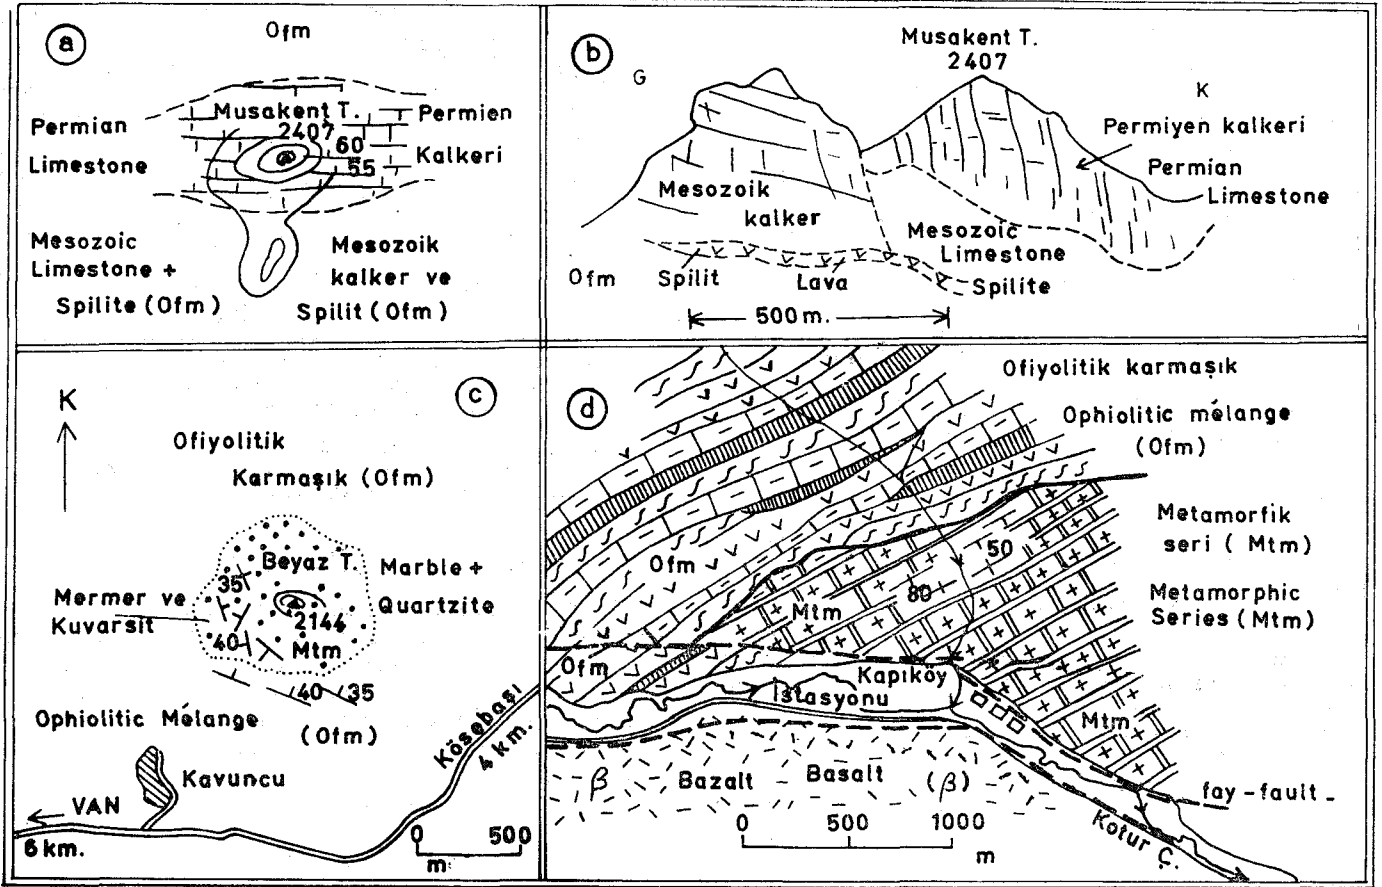 a
Ofm
Musakent T.
2407
Permian
Limestone
Permien
Kalkeri
60
55
Mesozoic
Limestone +
Spilite (Ofm)
Mesozoik
kalker ve
Spilit (Ofm)
b
G
Musakent T.
2407
K
Permiyen kalkeri
Permian
Limestone
Mesozoik
kalker
Mesozoic
Limestone
Ofm
Spilit
Lava
Spilite
500 m.
c
K
Ofiyolitik
Karmaşık (Ofm)
Beyaz T.
35
2144
Mtm
40
Marble +
Quartzite
Mermer ve
Kuvarsit
40
35
Ophiolitic Mélange
(Ofm)
Kavuncu
VAN
6 km.
Kösebaşı
4 km.
0
500
m
d
Ofiyolitik karmaşık
Ophiolitic mélange
(Ofm)
Metamorfik
seri ( Mtm)
Metamorphic
Series (Mtm)
50
80
Ofm
Mtm
Ofm
Kapıköy
İstasyonu
Mtm
β
Bazalt
Basalt
(β)
fay - fault
Kotur Ç.
0
500
1000
m